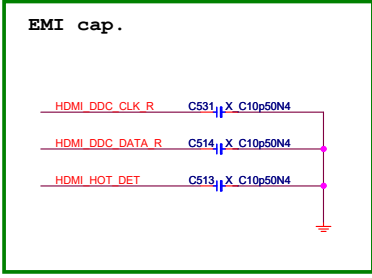 EMI cap.
HDMI_DDC_CLK_R C531 X_C10p50N4
HDMI_DDC_DATA_R C514 X_C10p50N4
HDMI_HOT_DET C513 X_C10p50N4